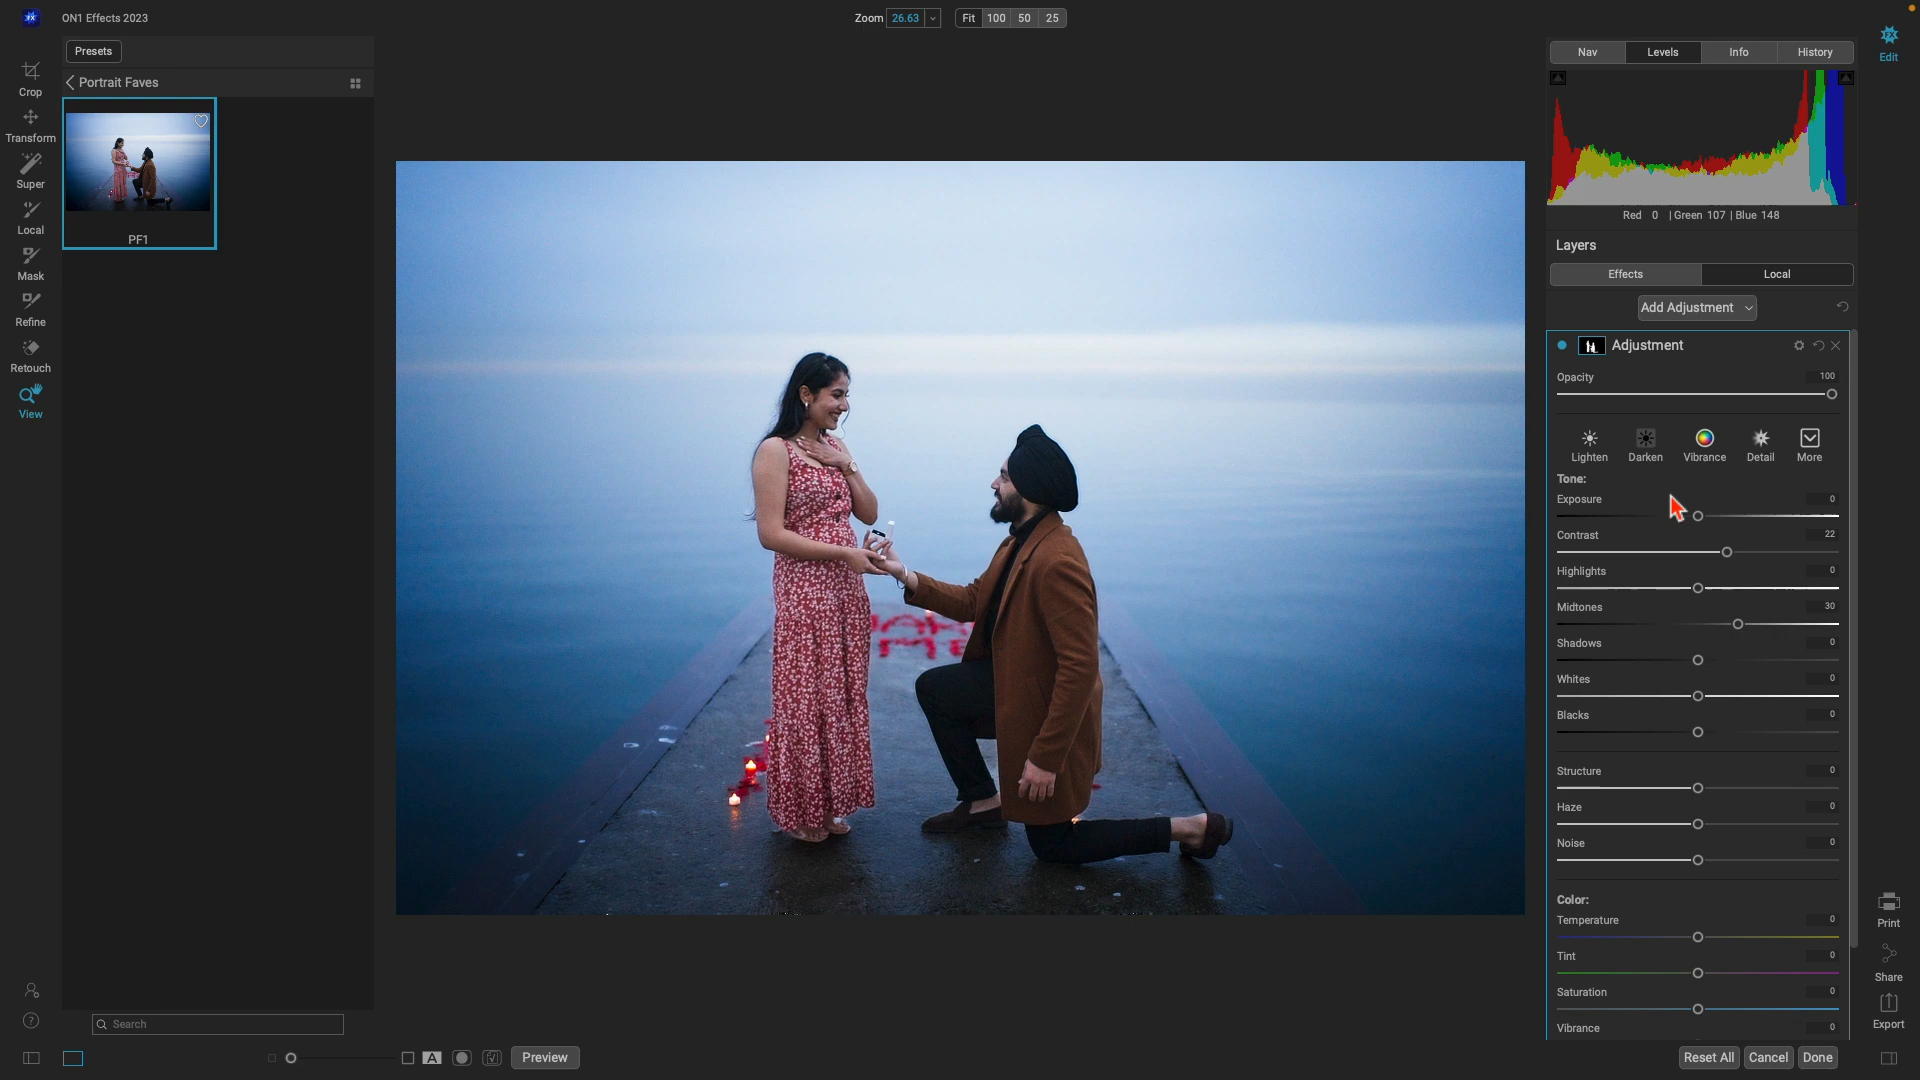 ON1 Effects 2023
Zoom 26.63 Fit 100 50 25
Presets
Portrait Faves
PF1
Crop
Transform
Super
Local
Mask
Refine
Retouch
View
Search
A
Preview
Nav Levels Info History
Edit
Red 0 | Green 107 | Blue 148
Layers
Effects Local
Add Adjustment
Adjustment
Opacity 100
Lighten Darken Vibrance Detail More
Tone:
Exposure 0
Contrast 22
Highlights 0
Midtones 30
Shadows 0
Whites 0
Blacks 0
Structure 0
Haze 0
Noise 0
Color:
Temperature 0
Tint 0
Saturation 0
Vibrance 0
Print
Share
Export
Reset All Cancel Done